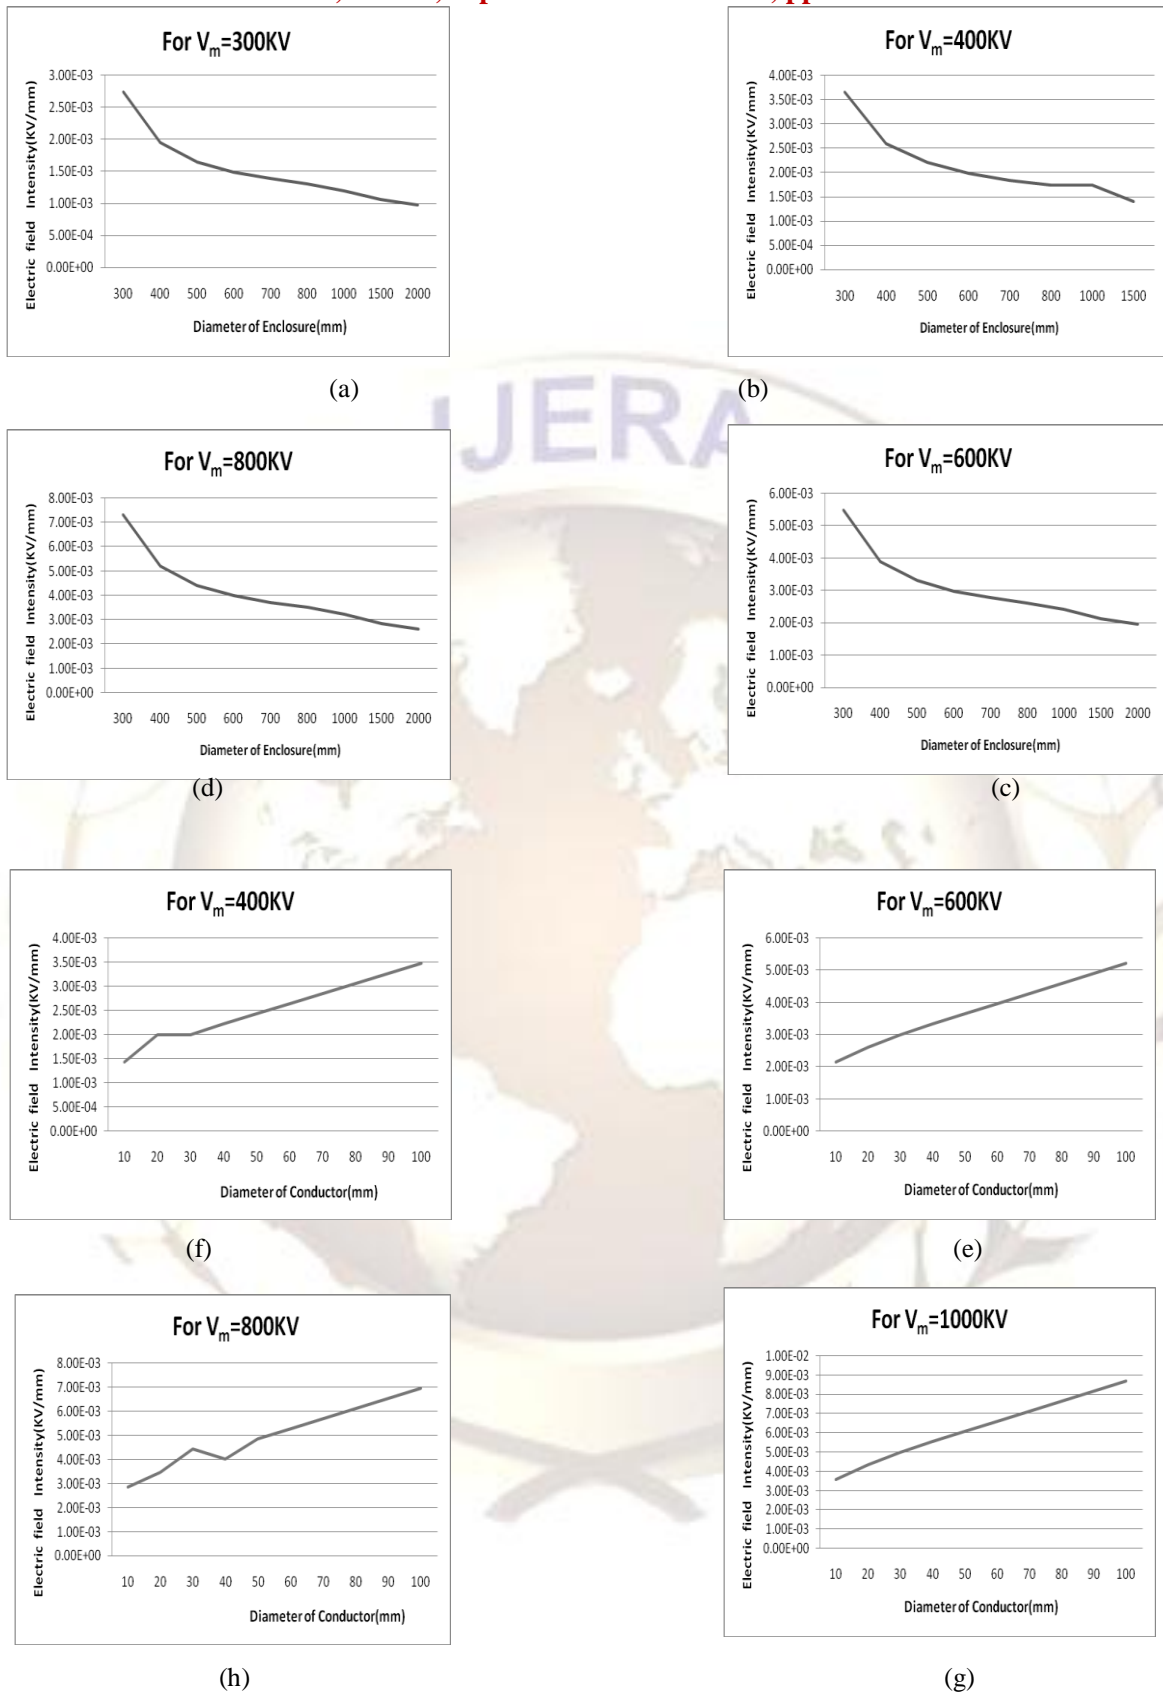 For Vm=300KV
3.00E-03
2.50E-03
2.00E-03
1.50E-03
1.00E-03
5.00E-04
0.00E+00
Electric field Intensity(KV/mm)
300 400 500 600 700 800 1000 1500 2000
Diameter of Enclosure(mm)
For Vm=400KV
4.00E-03
3.50E-03
3.00E-03
2.50E-03
2.00E-03
1.50E-03
1.00E-03
5.00E-04
0.00E+00
Electric field Intensity(KV/mm)
300 400 500 600 700 800 1000 1500
Diameter of Enclosure(mm)
(a)
(b)
IJERA
For Vm=800KV
8.00E-03
7.00E-03
6.00E-03
5.00E-03
4.00E-03
3.00E-03
2.00E-03
1.00E-03
0.00E+00
Electric field Intensity(KV/mm)
300 400 500 600 700 800 1000 1500 2000
Diameter of Enclosure(mm)
For Vm=600KV
6.00E-03
5.00E-03
4.00E-03
3.00E-03
2.00E-03
1.00E-03
0.00E+00
Electric field Intensity(KV/mm)
300 400 500 600 700 800 1000 1500 2000
Diameter of Enclosure(mm)
(d)
(c)
For Vm=400KV
4.00E-03
3.50E-03
3.00E-03
2.50E-03
2.00E-03
1.50E-03
1.00E-03
5.00E-04
0.00E+00
Electric field Intensity(KV/mm)
10 20 30 40 50 60 70 80 90 100
Diameter of Conductor(mm)
For Vm=600KV
6.00E-03
5.00E-03
4.00E-03
3.00E-03
2.00E-03
1.00E-03
0.00E+00
Electric field Intensity(KV/mm)
10 20 30 40 50 60 70 80 90 100
Diameter of Conductor(mm)
(f)
(e)
For Vm=800KV
8.00E-03
7.00E-03
6.00E-03
5.00E-03
4.00E-03
3.00E-03
2.00E-03
1.00E-03
0.00E+00
Electric field Intensity(KV/mm)
10 20 30 40 50 60 70 80 90 100
Diameter of Conductor(mm)
For Vm=1000KV
1.00E-02
9.00E-03
8.00E-03
7.00E-03
6.00E-03
5.00E-03
4.00E-03
3.00E-03
2.00E-03
1.00E-03
0.00E+00
Electric field Intensity(KV/mm)
10 20 30 40 50 60 70 80 90 100
Diameter of Conductor(mm)
(h)
(g)